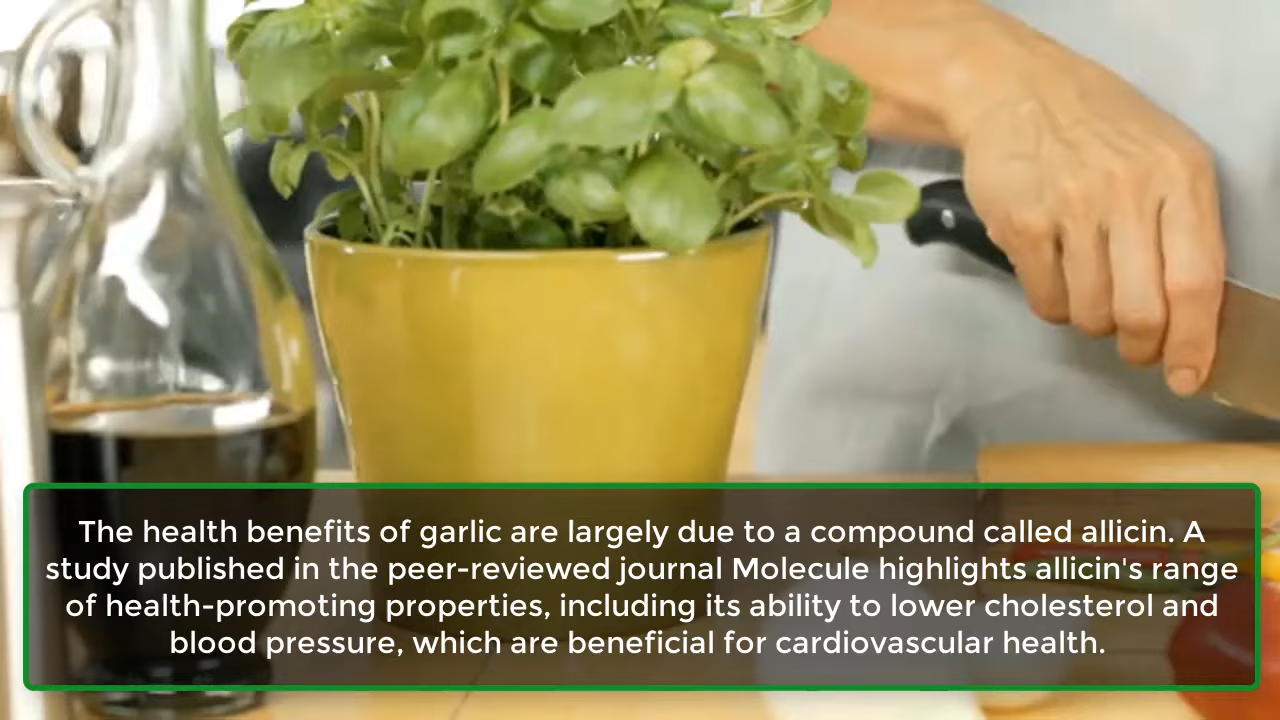 The health benefits of garlic are largely due to a compound called allicin. A
study published in the peer-reviewed journal Molecule highlights allicin's range
of health-promoting properties, including its ability to lower cholesterol and
blood pressure, which are beneficial for cardiovascular health.